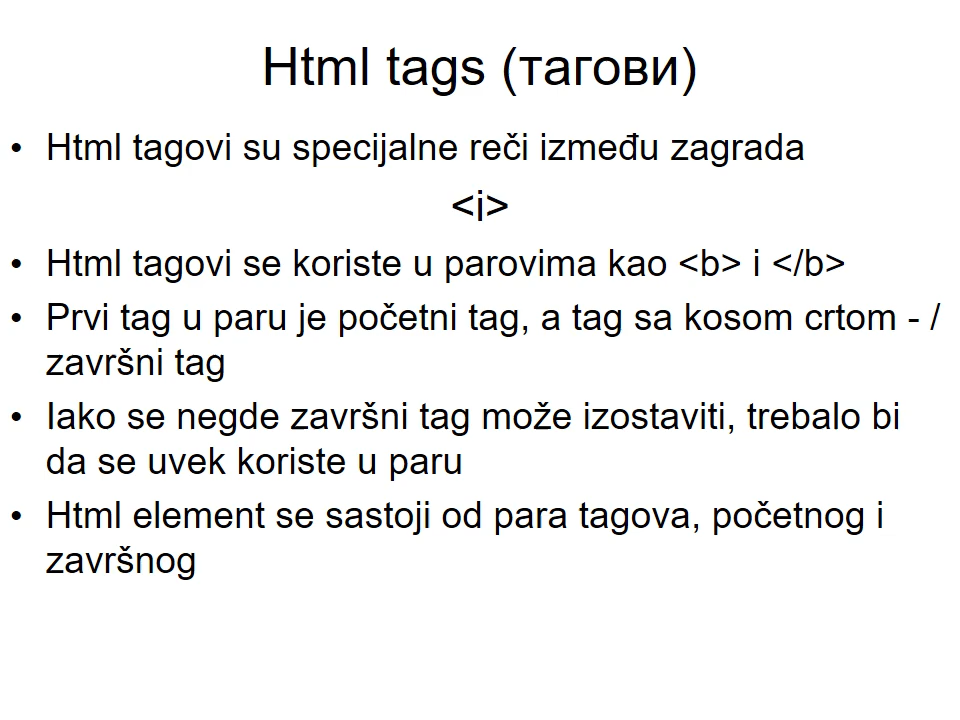 Html tags (тагови)
• Html tagovi su specijalne reči između zagrada
<i>
• Html tagovi se koriste u parovima kao <b> i </b>
• Prvi tag u paru je početni tag, a tag sa kosom crtom - /
završni tag
• Iako se negde završni tag može izostaviti, trebalo bi
da se uvek koriste u paru
• Html element se sastoji od para tagova, početnog i
završnog